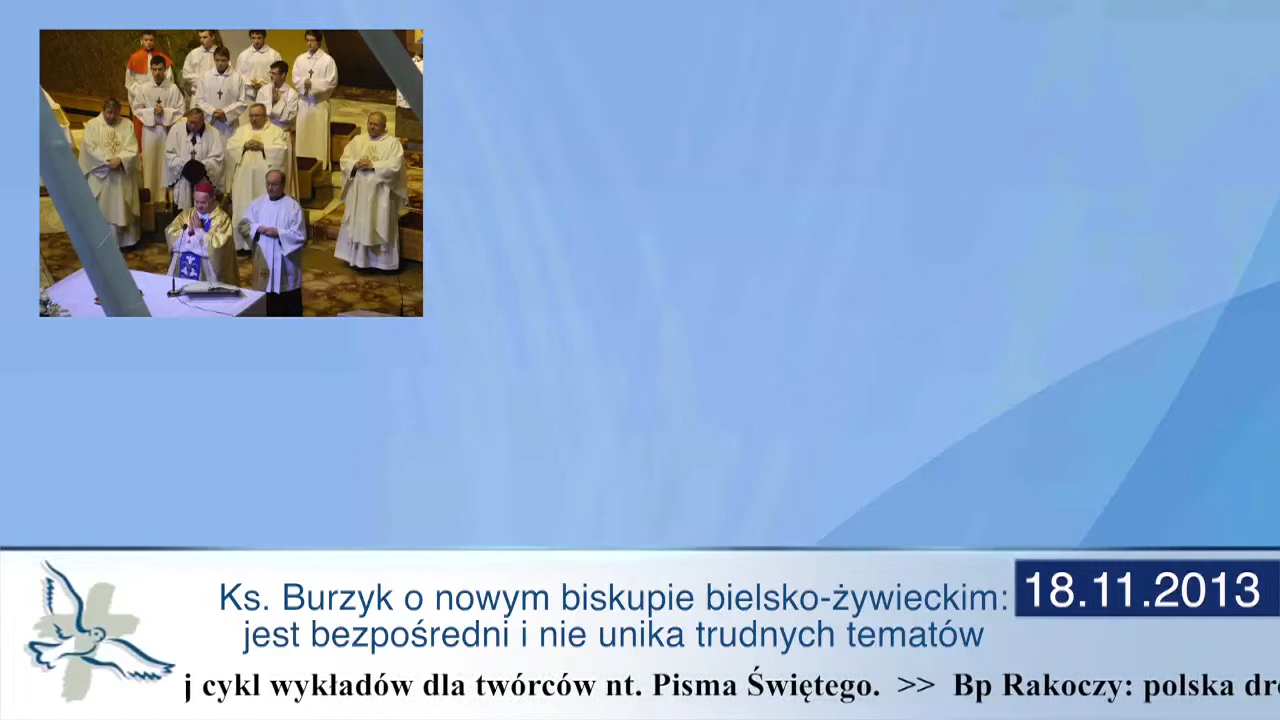 Ks. Burzyk o nowym biskupie bielsko-żywieckim:
jest bezpośredni i nie unika trudnych tematów
18.11.2013
j cykl wykładów dla twórców nt. Pisma Świętego. >> Bp Rakoczy: polska